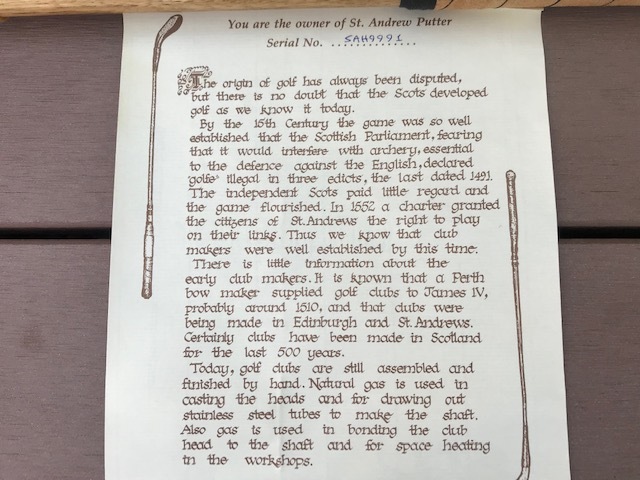 You are the owner of St. Andrew Putter
Serial No. SAH9991
The origin of golf has always been disputed,
but there is no doubt that the Scots developed
golf as we know it today.
By the 15th Century the game was so well
established that the Scottish Parliament, fearing
that it would interfere with archery, essential
to the defence against the English, declared
'golfe' illegal in three edicts, the last dated 1491.
The independent Scots paid little regard and
the game flourished. In 1552 a charter granted
the citizens of St. Andrews the right to play
on their links. Thus we know that club
makers were well established by this time.
There is little information about the
early club makers. It is known that a Perth
bow maker supplied golf clubs to James IV,
probably around 1510, and that clubs were
being made in Edinburgh and St. Andrews.
Certainly clubs have been made in Scotland
for the last 500 years.
Today, golf clubs are still assembled and
finished by hand. Natural gas is used in
casting the heads and for drawing out
stainless steel tubes to make the shaft.
Also gas is used in bonding the club
head to the shaft and for space heating
in the workshops.